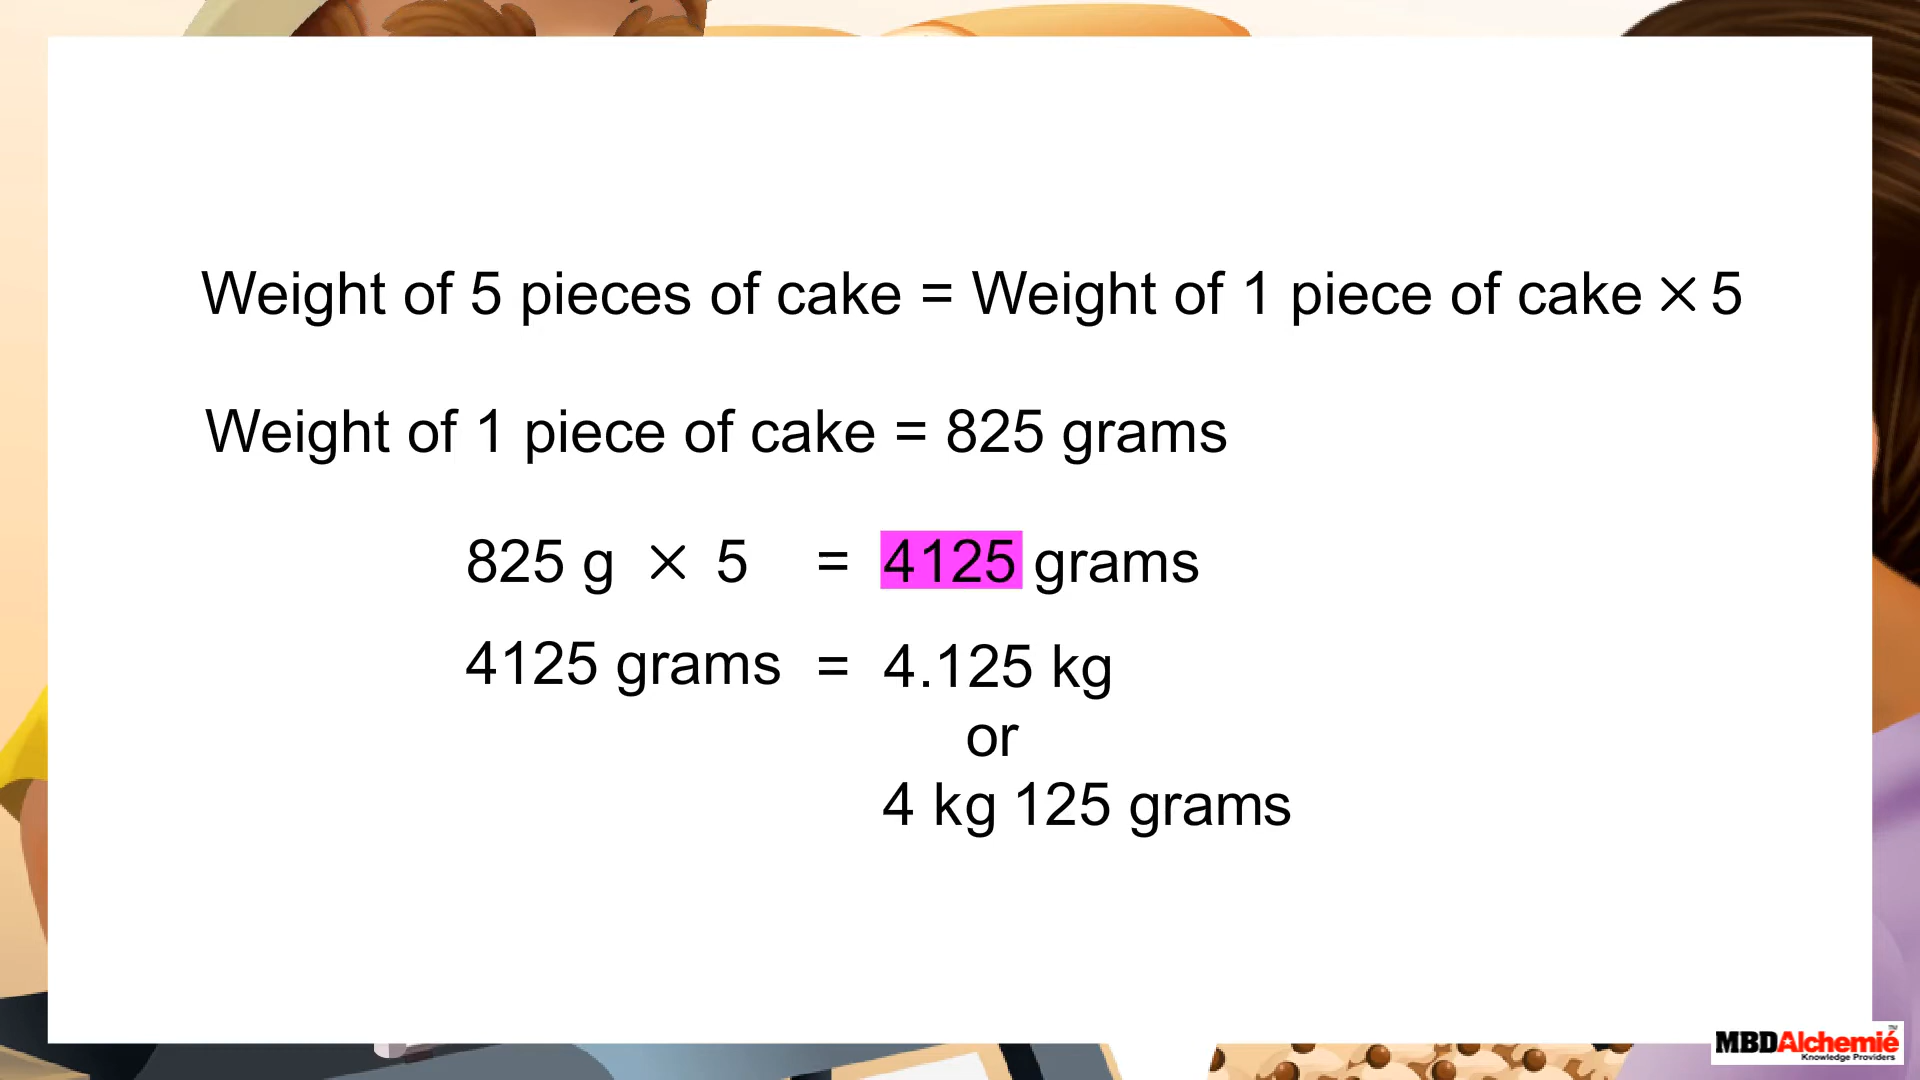 Weight of 5 pieces of cake = Weight of 1 piece of cake × 5
Weight of 1 piece of cake = 825 grams
825 g × 5 = 4125 grams
4125 grams = 4.125 kg
or
4 kg 125 grams
MBDAlchemié™
Knowledge Providers